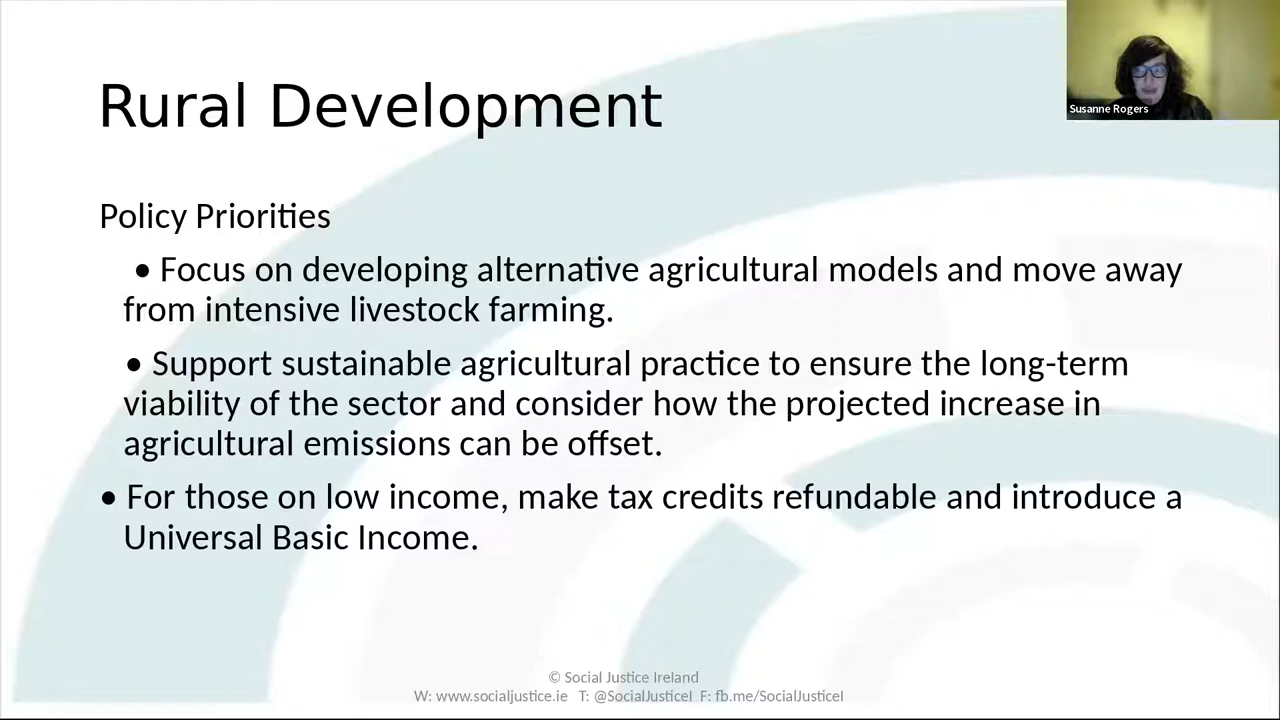 Susanne Rogers
Rural Development
Policy Priorities
• Focus on developing alternative agricultural models and move away
from intensive livestock farming.
• Support sustainable agricultural practice to ensure the long-term
viability of the sector and consider how the projected increase in
agricultural emissions can be offset.
• For those on low income, make tax credits refundable and introduce a
Universal Basic Income.
© Social Justice Ireland
W: www.socialjustice.ie T: @SocialJusticeI F: fb.me/SocialJusticeI